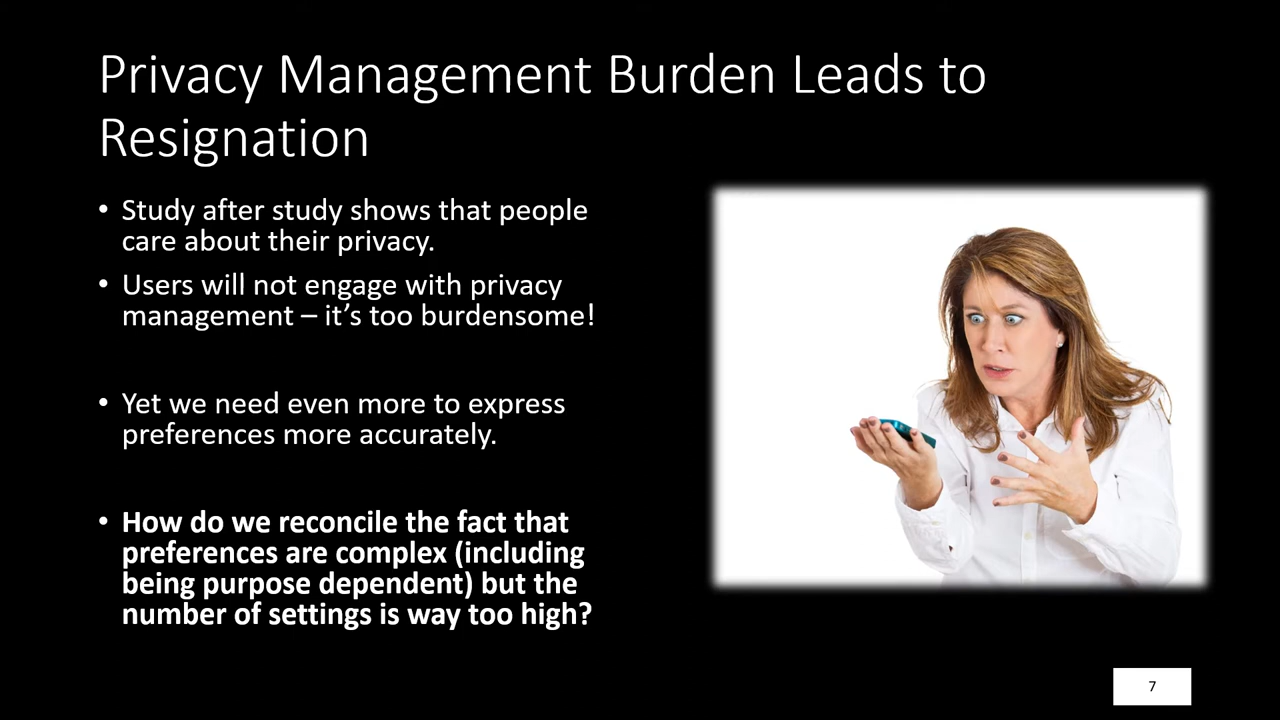 Privacy Management Burden Leads to
Resignation
• Study after study shows that people
care about their privacy.
• Users will not engage with privacy
management – it’s too burdensome!
• Yet we need even more to express
preferences more accurately.
• How do we reconcile the fact that
preferences are complex (including
being purpose dependent) but the
number of settings is way too high?
7